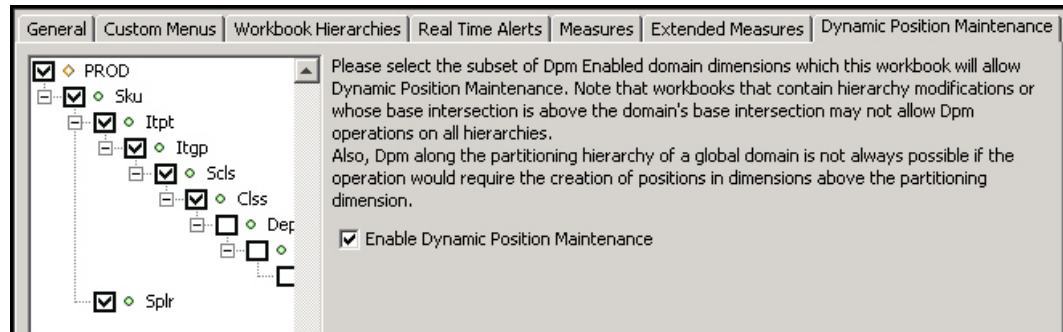 General Custom Menus Workbook Hierarchies Real Time Alerts Measures Extended Measures Dynamic Position Maintenance
PROD
Sku
Itpt
Itgp
Scls
Clss
Dep
Splr
Please select the subset of Dpm Enabled domain dimensions which this workbook will allow
Dynamic Position Maintenance. Note that workbooks that contain hierarchy modifications or
whose base intersection is above the domain's base intersection may not allow Dpm
operations on all hierarchies.
Also, Dpm along the partitioning hierarchy of a global domain is not always possible if the
operation would require the creation of positions in dimensions above the partitioning
dimension.
Enable Dynamic Position Maintenance